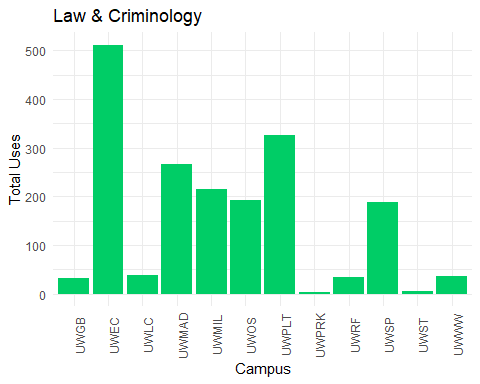 Law & Criminology
Total Uses
500
400
300
200
100
0
UWGB
UWEC
UWLC
UWMAD
UWMIL
UWOS
UWPLT
UWPRK
UWRF
UWSP
UWST
UWWW
Campus